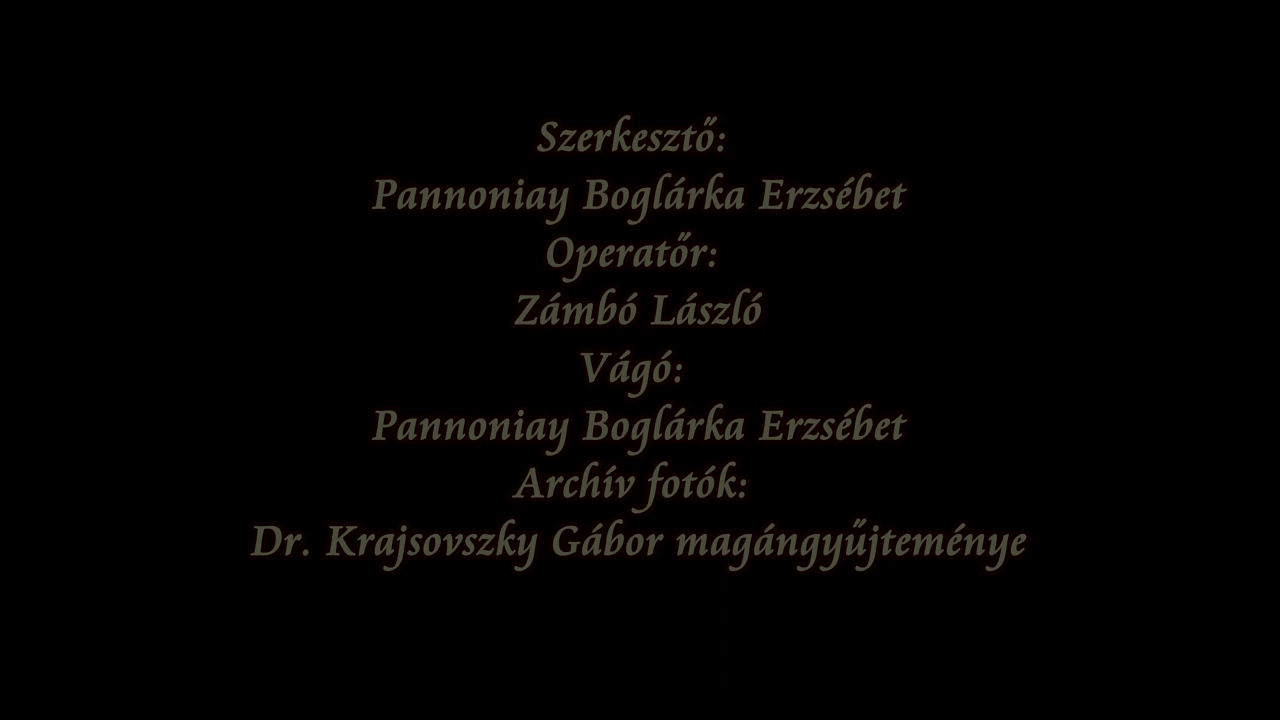 Szerkesztő:
Pannoniay Boglárka Erzsébet
Operatőr:
Zámbó László
Vágó:
Pannoniay Boglárka Erzsébet
Archív fotók:
Dr. Krajsovszky Gábor magángyűjteménye